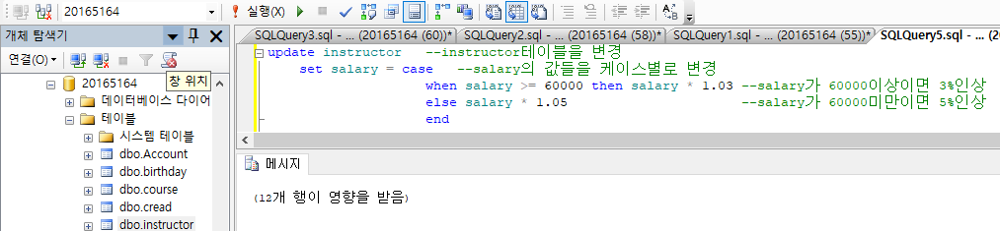 20165164
실행(X)
개체 탐색기
연결(O)
창 위치
20165164
데이터베이스 다이어
테이블
시스템 테이블
dbo.Account
dbo.birthday
dbo.course
dbo.cread
dbo.instructor
SQLQuery3.sql - ... (20165164 (60))* SQLQuery2.sql - ... (20165164 (58))* SQLQuery1.sql - ... (20165164 (55))* SQLQuery5.sql - ... (20
update instructor --instructor테이블을 변경
set salary = case --salary의 값들을 케이스별로 변경
when salary >= 60000 then salary * 1.03 --salary가 60000이상이면 3%인상
else salary * 1.05 --salary가 60000미만이면 5%인상
end
메시지
(12개 행이 영향을 받음)